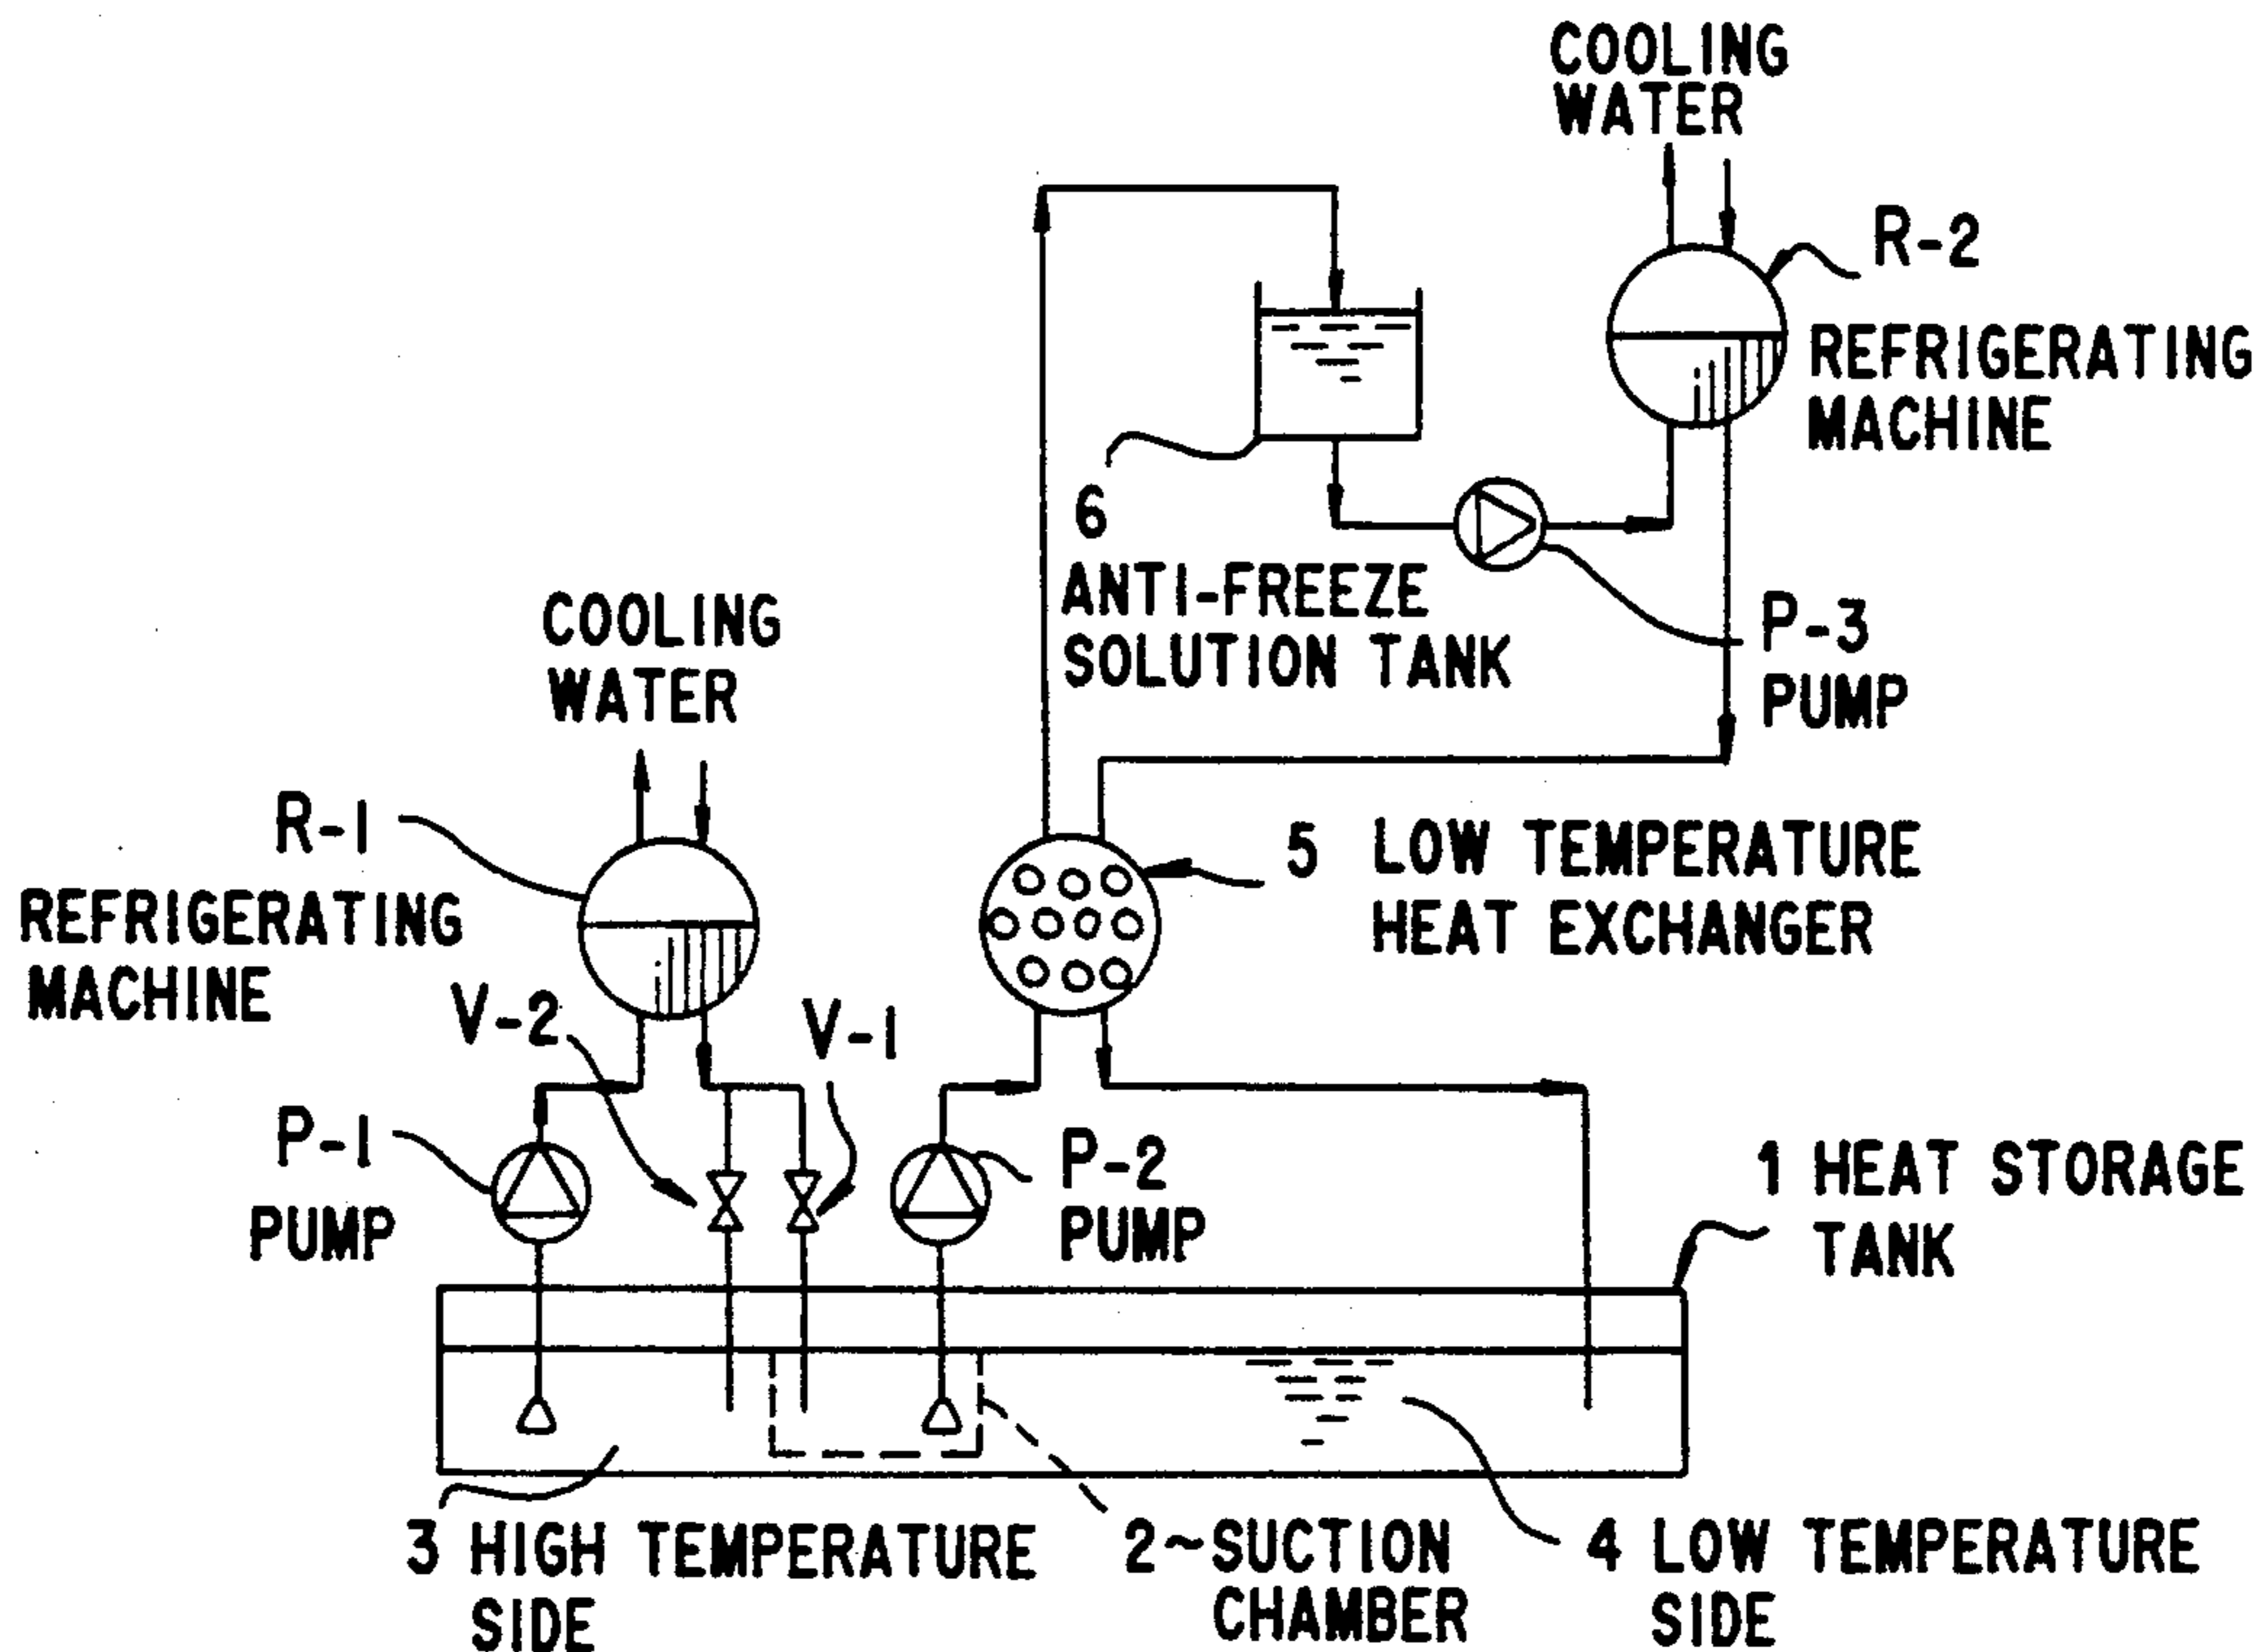 COOLING
WATER
R-2
REFRIGERATING
MACHINE
6
ANTI-FREEZE
SOLUTION TANK
P-3
PUMP
COOLING
WATER
R-1
REFRIGERATING
MACHINE
5 LOW TEMPERATURE
HEAT EXCHANGER
V-2
V-1
P-1
PUMP
P-2
PUMP
1 HEAT STORAGE
TANK
3 HIGH TEMPERATURE
SIDE
2~SUCTION
CHAMBER
4 LOW TEMPERATURE
SIDE